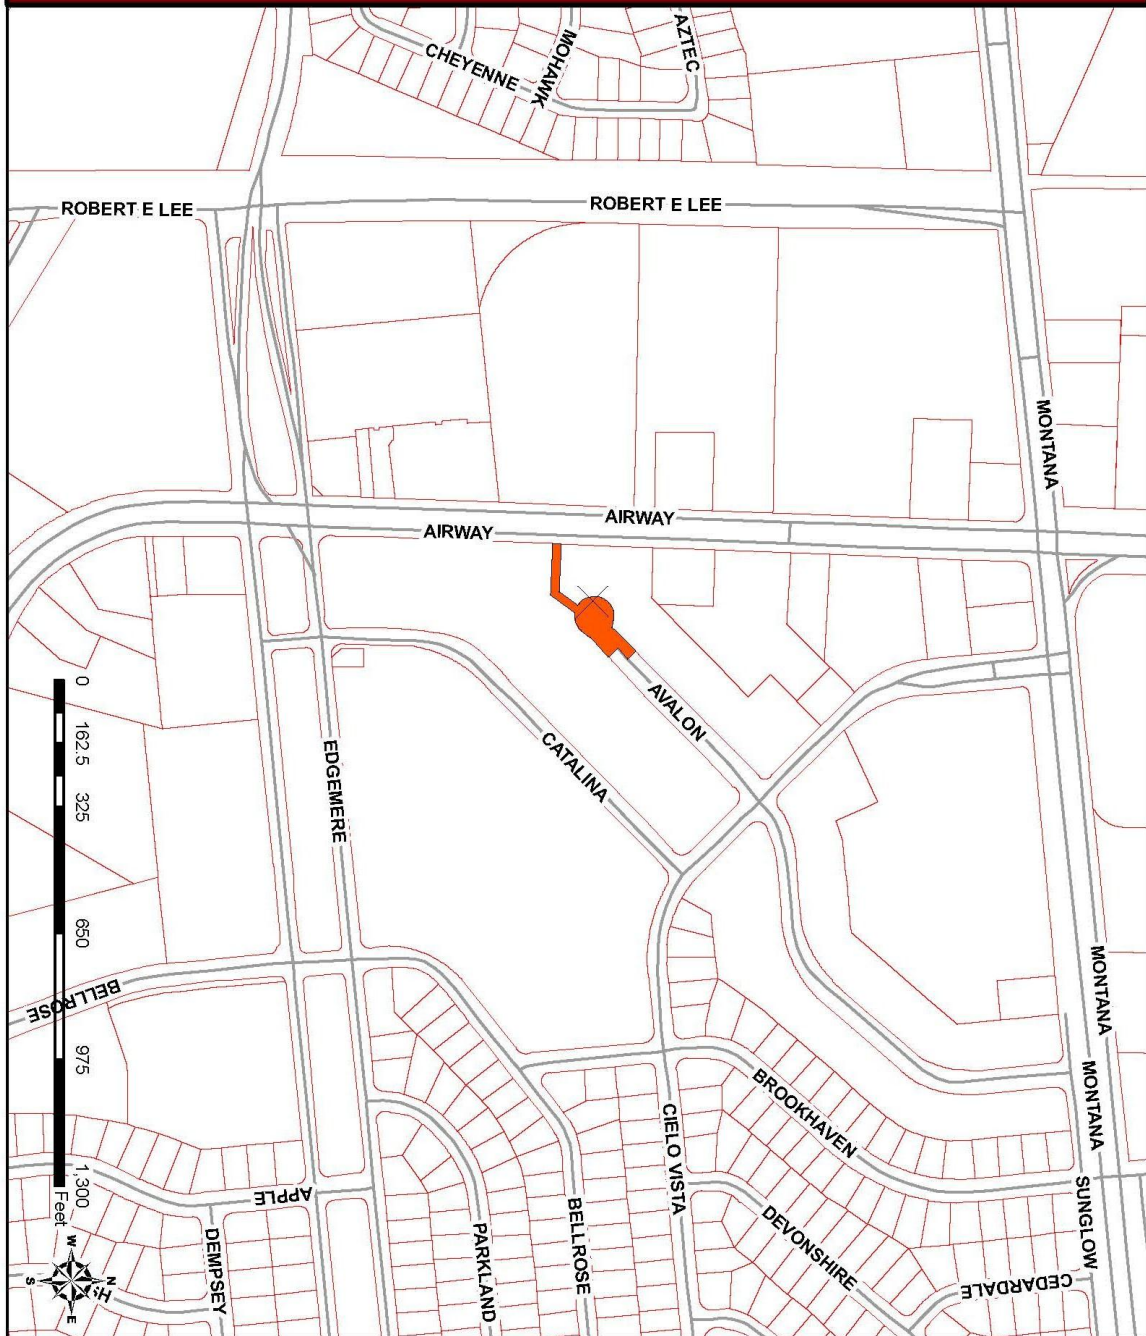 CHEYENNE
MOHAWK
AZTEC
ROBERT E LEE
ROBERT E LEE
MONTANA
AIRWAY
AIRWAY
AVALON
CATALINA
EDGEMERE
BELLROSE
MONTANA
MONTANA
BROOKHAVEN
CIELO VISTA
SUNGLOW
DEVONSHIRE
CEDARDALE
APPLE
DEMPSEY
PARKLAND
BELLROSE
0 162.5 325 650 975 1,300
Feet
W
N
S
E